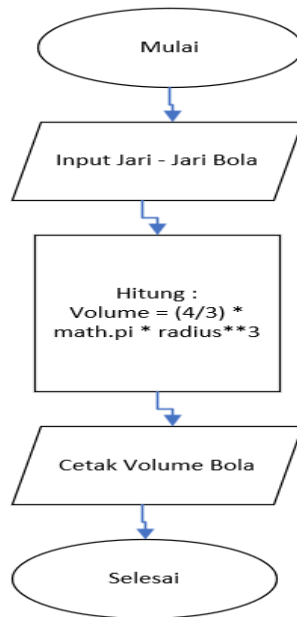 Mulai
Input Jari - Jari Bola
Hitung :
Volume = (4/3) *
math.pi * radius**3
Cetak Volume Bola
Selesai